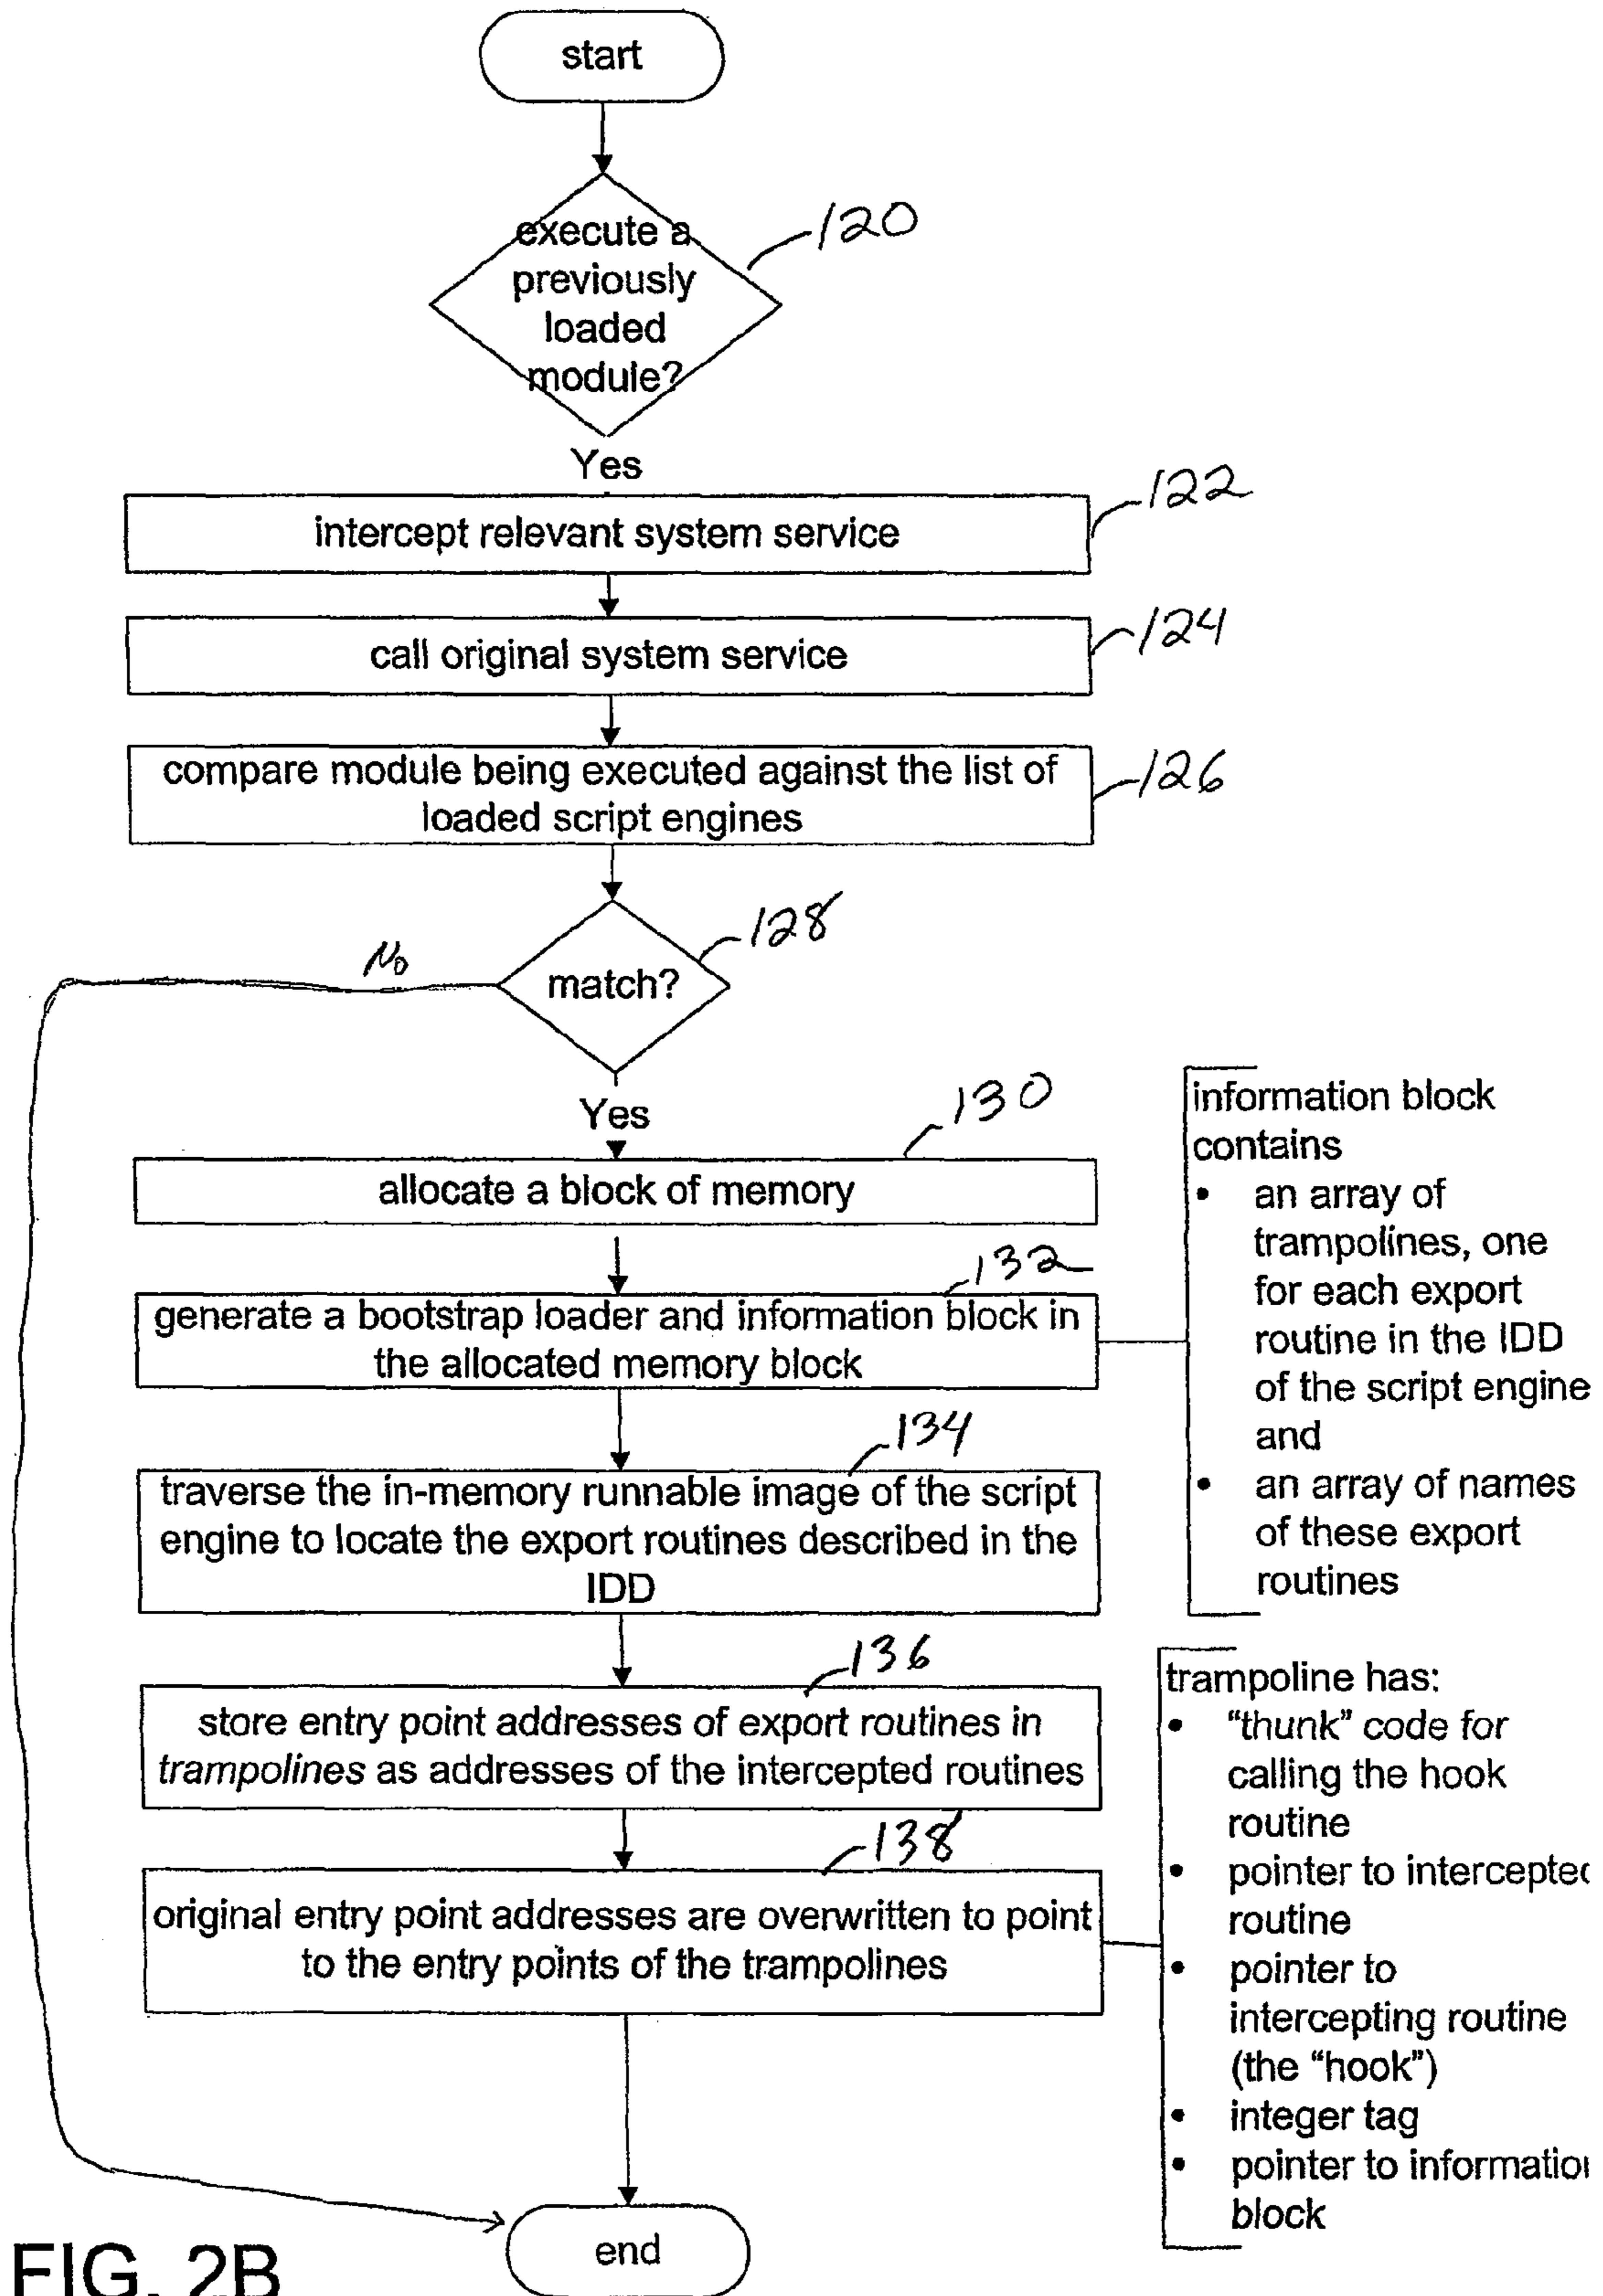 start
execute a
previously
loaded
module?
120
Yes
intercept relevant system service
122
call original system service
124
compare module being executed against the list of
loaded script engines
126
match?
128
No
Yes
130
allocate a block of memory
132
generate a bootstrap loader and information block in
the allocated memory block
information block
contains
• an array of
trampolines, one
for each export
routine in the IDD
of the script engine
and
• an array of names
of these export
routines
134
traverse the in-memory runnable image of the script
engine to locate the export routines described in the
IDD
136
store entry point addresses of export routines in
trampolines as addresses of the intercepted routines
138
original entry point addresses are overwritten to point
to the entry points of the trampolines
trampoline has:
• “thunk” code for
calling the hook
routine
• pointer to intercepte
routine
• pointer to
intercepting routine
(the “hook”)
• integer tag
• pointer to informatio
block
end
FIG. 2B